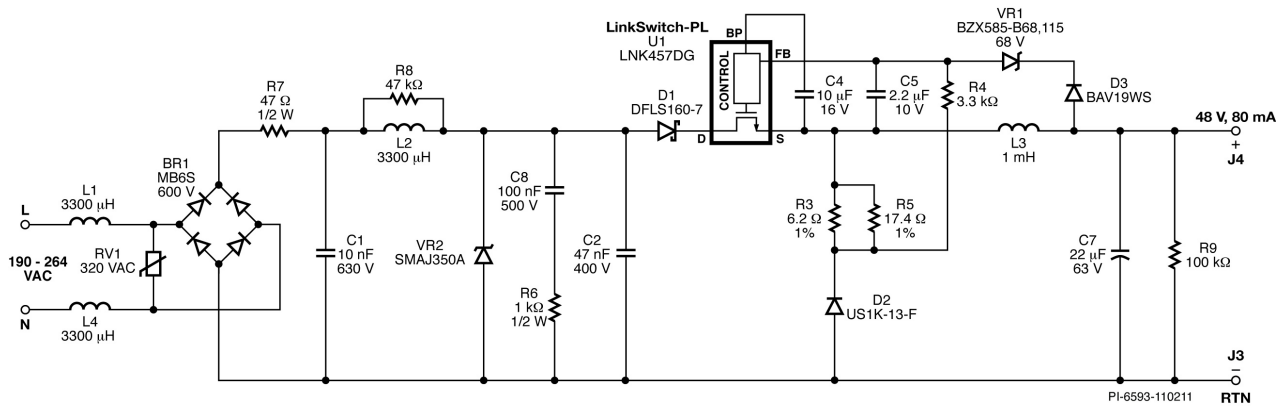 LinkSwitch-PL
U1
LNK457DG
BP
FB
CONTROL
D
S
VR1
BZX585-B68,115
68 V
R8
47 kΩ
R7
47 Ω
1/2 W
L2
3300 µH
D1
DFLS160-7
C4
10 µF
16 V
C5
2.2 µF
10 V
R4
3.3 kΩ
D3
BAV19WS
48 V, 80 mA
+
J4
L3
1 mH
BR1
MB6S
600 V
L1
3300 µH
L
190 - 264
VAC
RV1
320 VAC
N
L4
3300 µH
C1
10 nF
630 V
VR2
SMAJ350A
C8
100 nF
500 V
R6
1 kΩ
1/2 W
C2
47 nF
400 V
R3
6.2 Ω
1%
R5
17.4 Ω
1%
D2
US1K-13-F
C7
22 µF
63 V
R9
100 kΩ
J3
–
RTN
PI-6593-110211